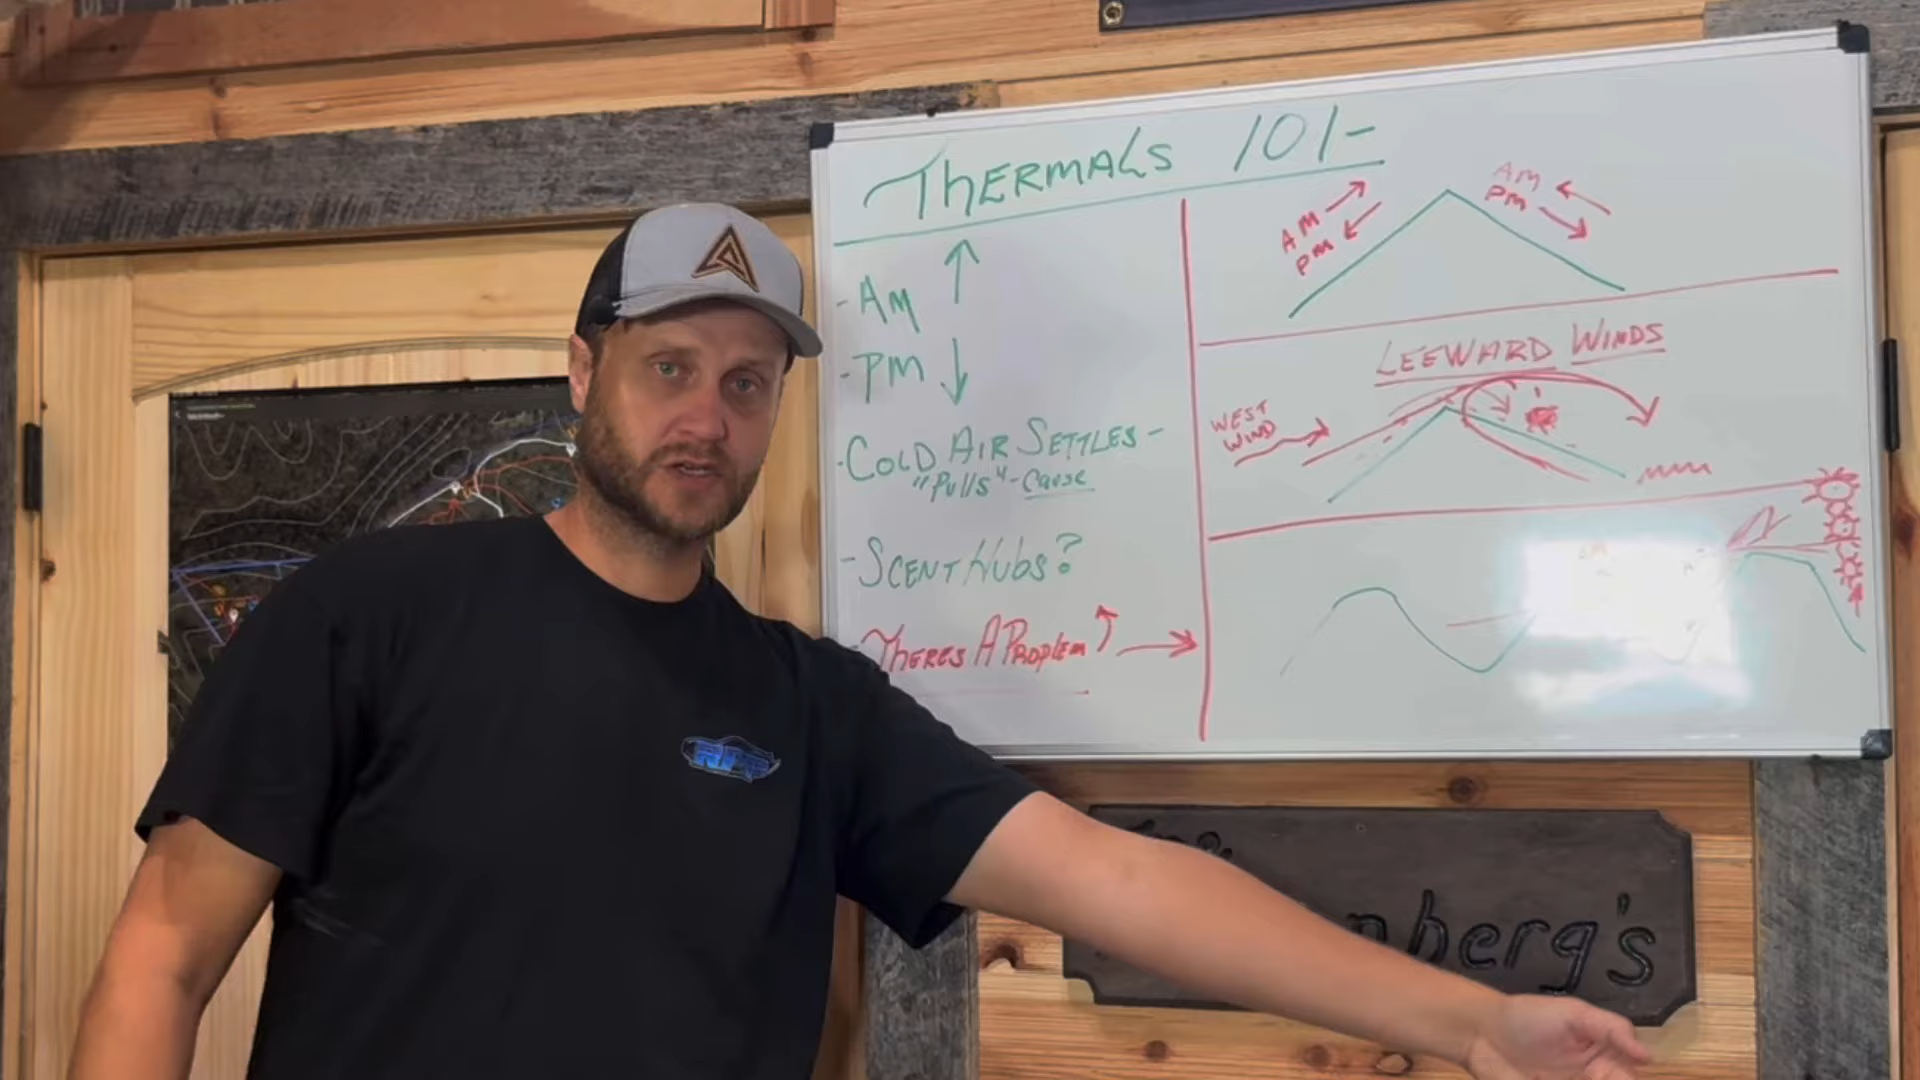 THERMALS 101-
- AM ↑
- PM ↓
- COLD AIR SETTLES -
"Pulls" - Cause
- SCENT HUBS?
- THERES A PROBLEM
AM
PM
AM
PM
LEEWARD WINDS
WEST
WIND
nberg's